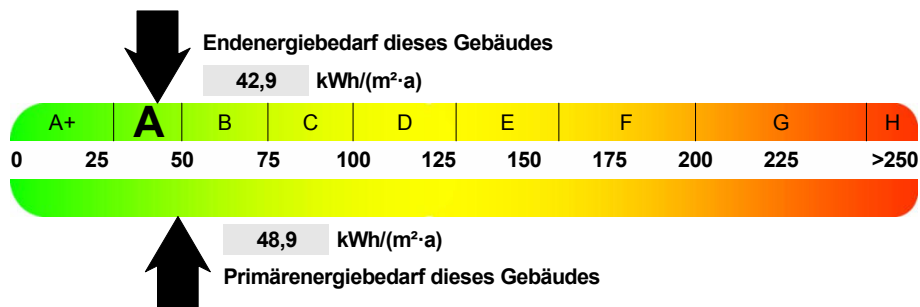 Endenergiebedarf dieses Gebäudes
42,9 kWh/(m²·a)
A+ A B C D E F G H
0 25 50 75 100 125 150 175 200 225 >250
48,9 kWh/(m²·a)
Primärenergiebedarf dieses Gebäudes